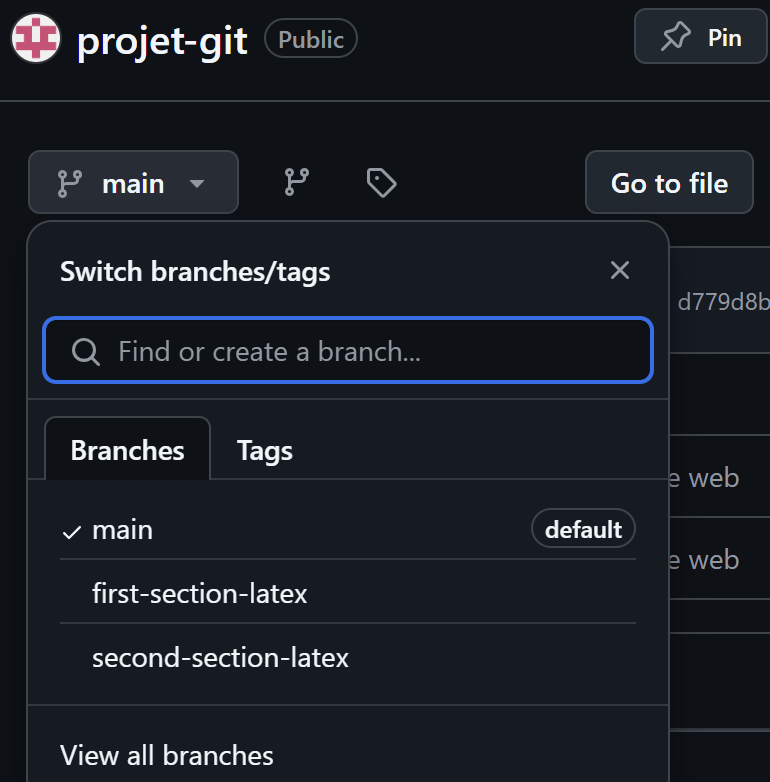 projet-git Public Pin
main Go to file
Switch branches/tags
d779d8b
Find or create a branch...
Branches Tags
e web
main default
e web
first-section-latex
second-section-latex
View all branches